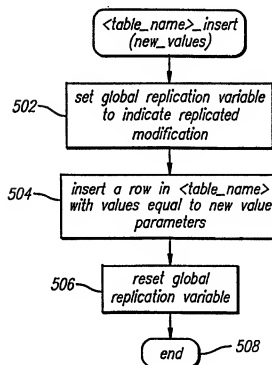 <table_name>_insert
(new_values)
502
set global replication variable
to indicate replicated
modification
504
insert a row in <table_name>
with values equal to new value
parameters
506
reset global
replication variable
end
508